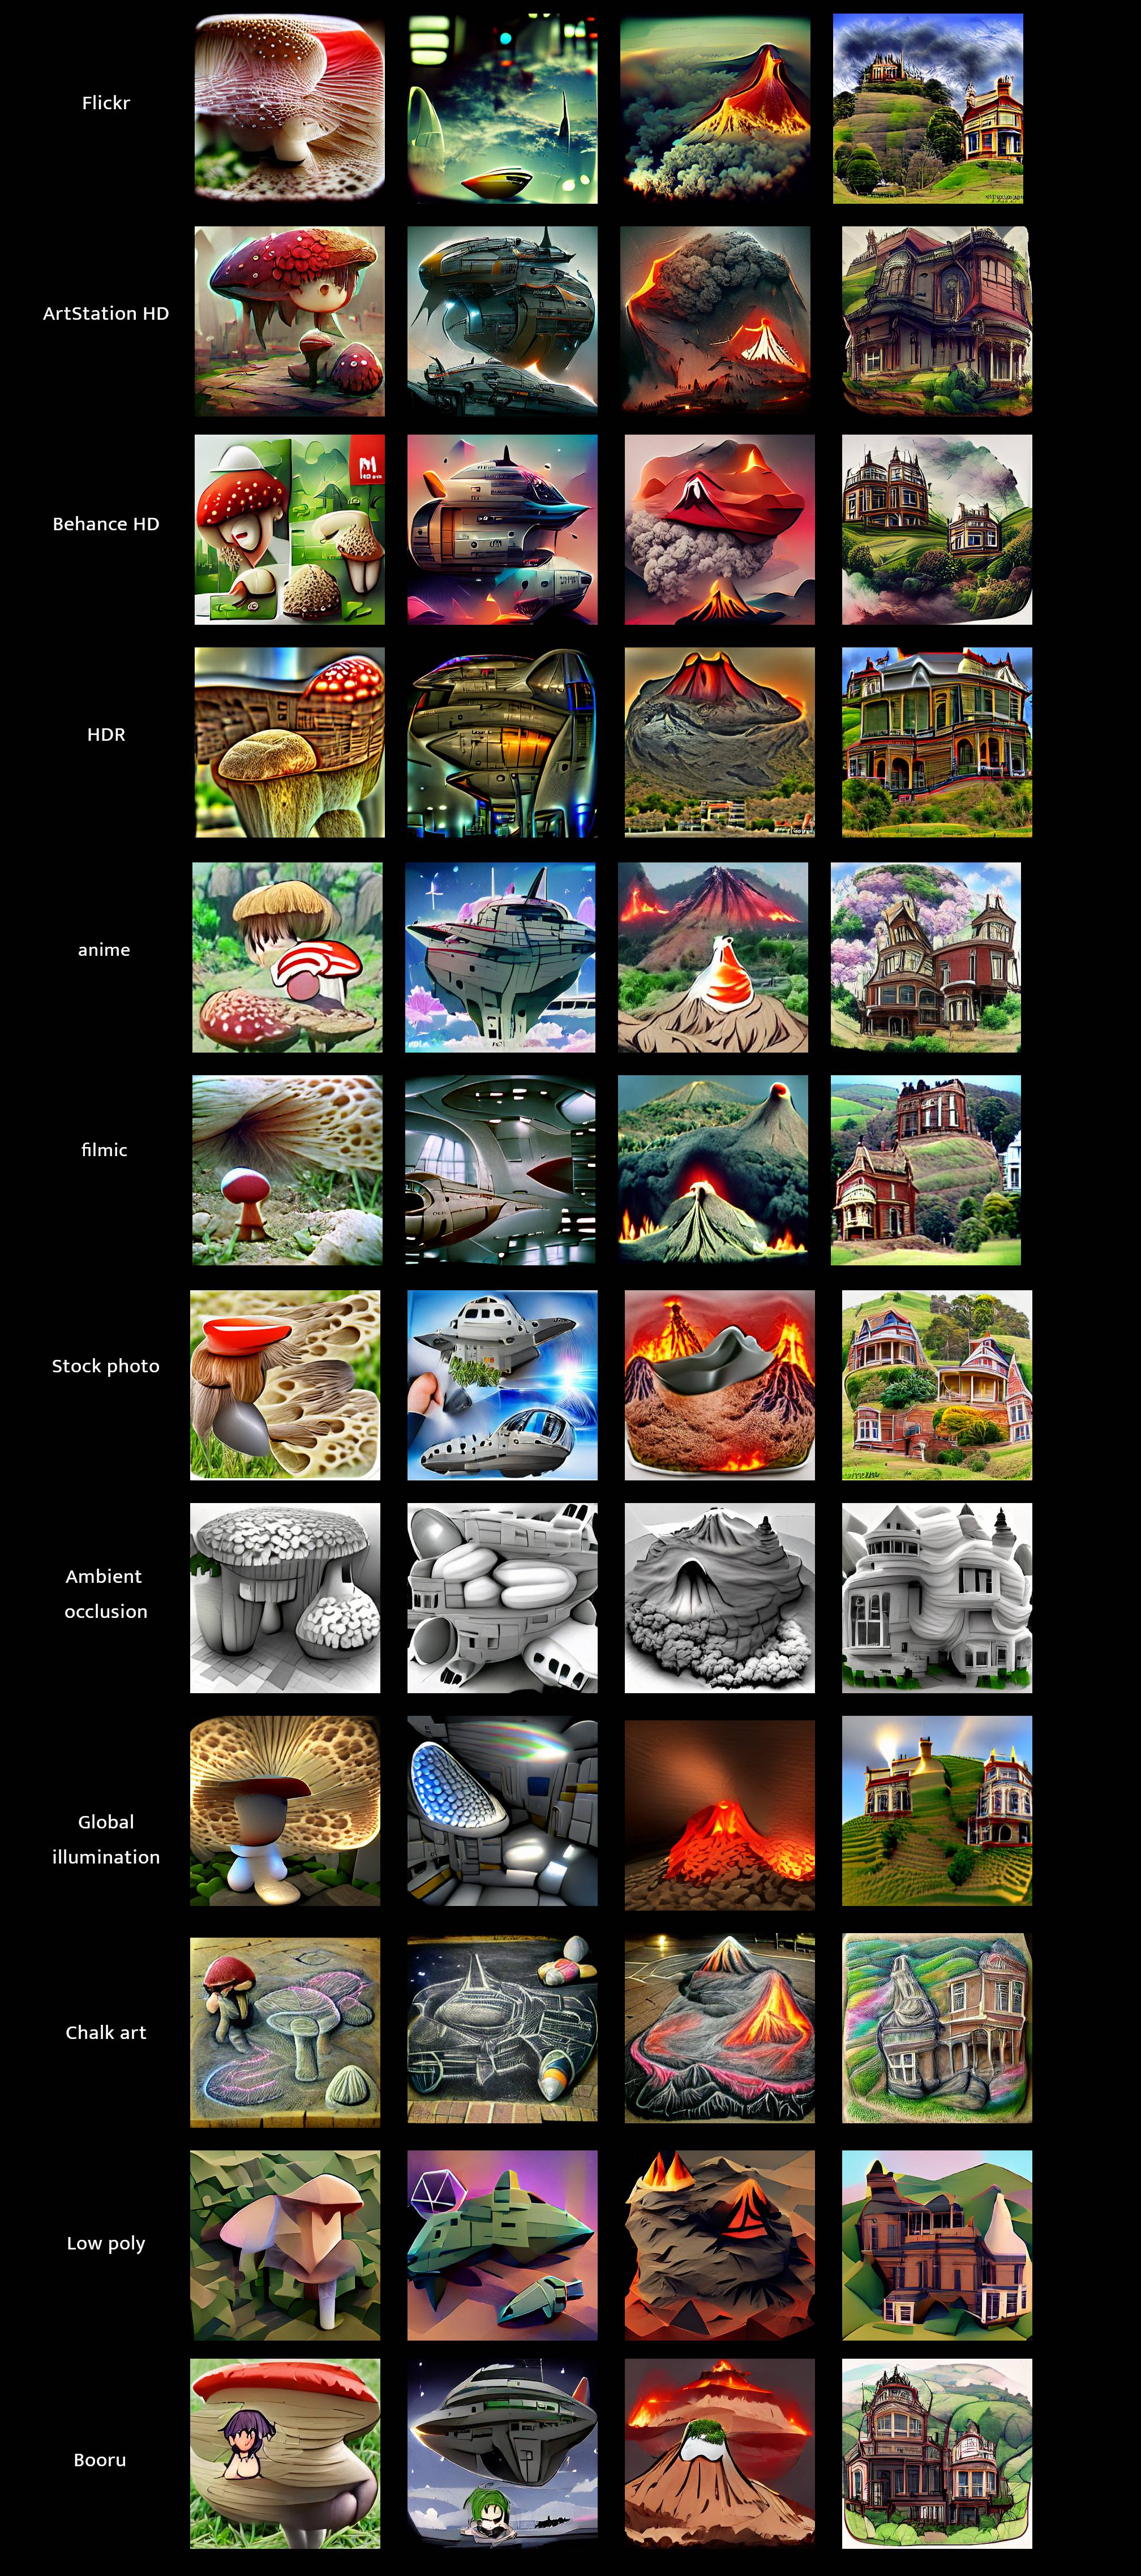 Flickr
ArtStation HD
Behance HD
HDR
anime
filmic
Stock photo
Ambient
occlusion
Global
illumination
Chalk art
Low poly
Booru